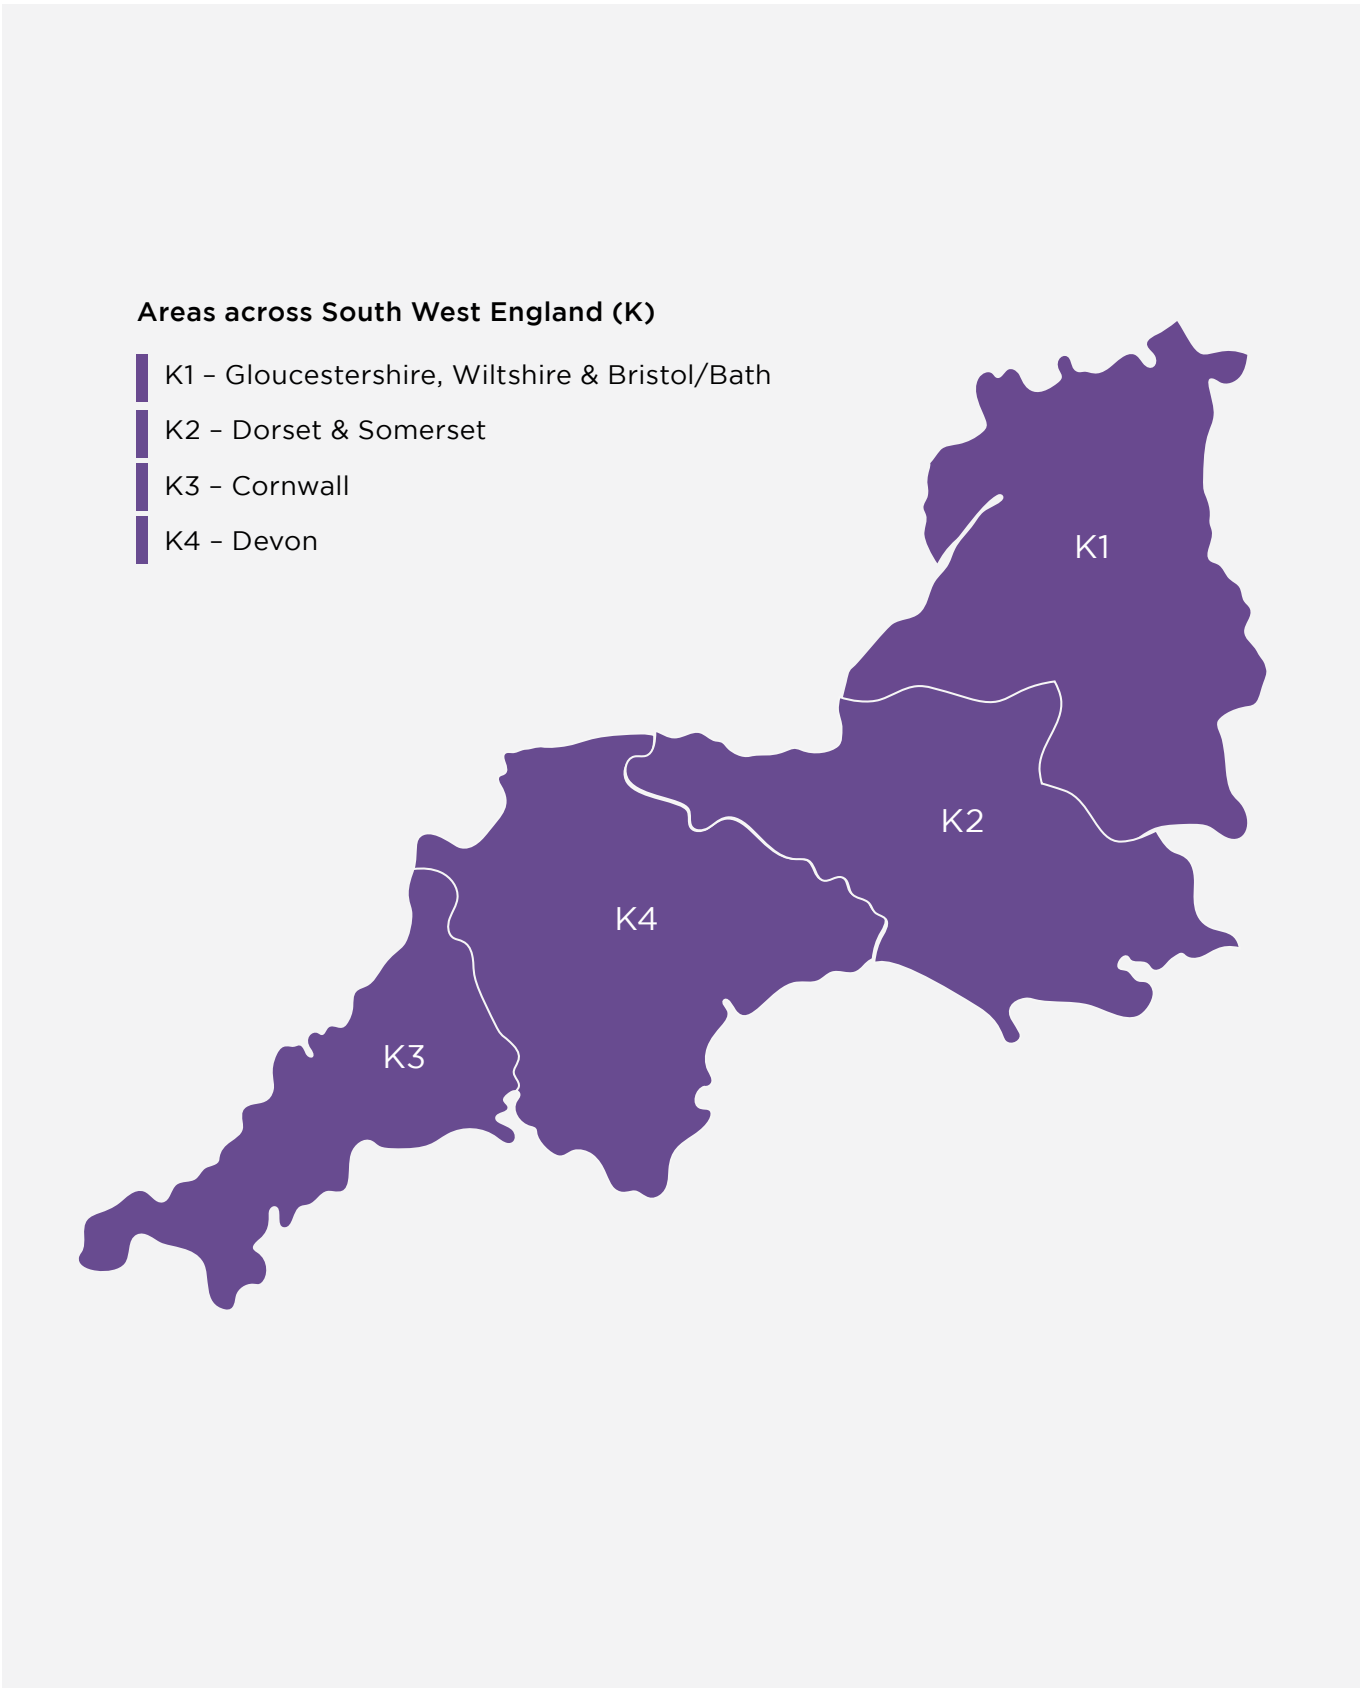 Areas across South West England (K)
K1 – Gloucestershire, Wiltshire & Bristol/Bath
K2 – Dorset & Somerset
K3 – Cornwall
K4 – Devon
K1
K2
K4
K3